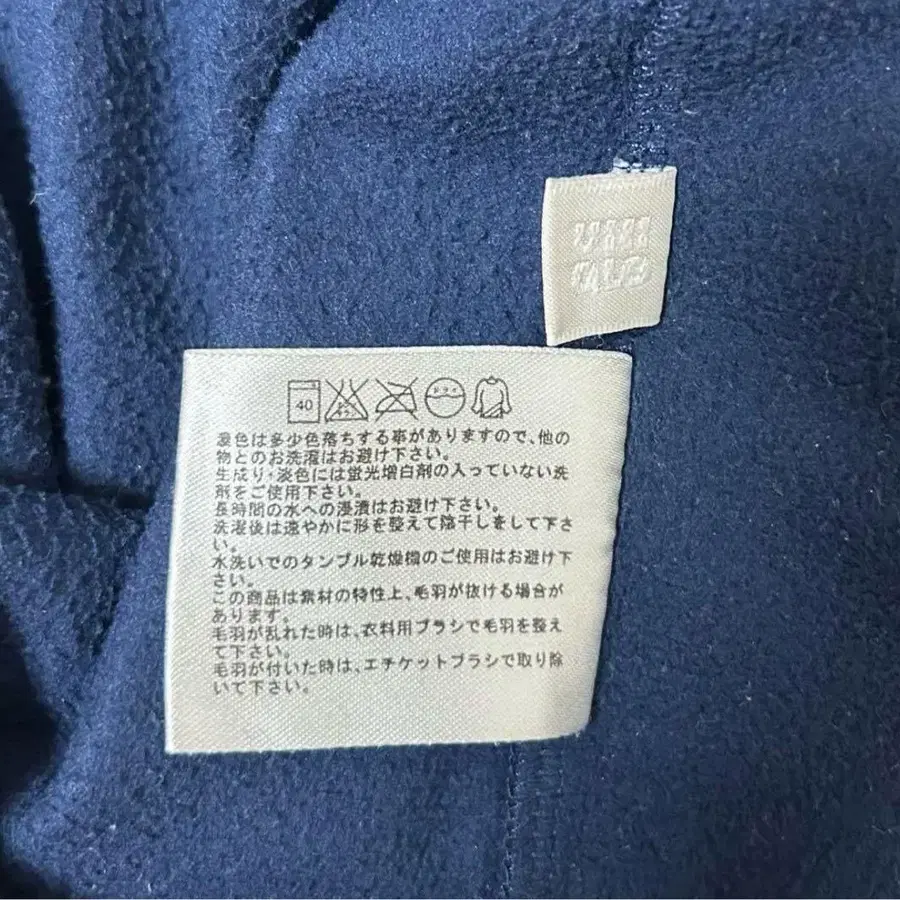 40
濃色は多少色落ちする事がありますので、他の
物とのお洗濯はお避け下さい。
生成り・淡色には蛍光増白剤の入っていない洗
剤をご使用下さい。
長時間の水への浸漬はお避け下さい。
洗濯後は速やかに形を整えて陰干しをして下さ
い。
水洗いでのタンブル乾燥機のご使用はお避け下
さい。
この商品は素材の特性上、毛羽が抜ける場合が
あります。
毛羽が乱れた時は、衣料用ブラシで毛羽を整え
て下さい。
毛羽が付いた時は、エチケットブラシで取り除
いて下さい。